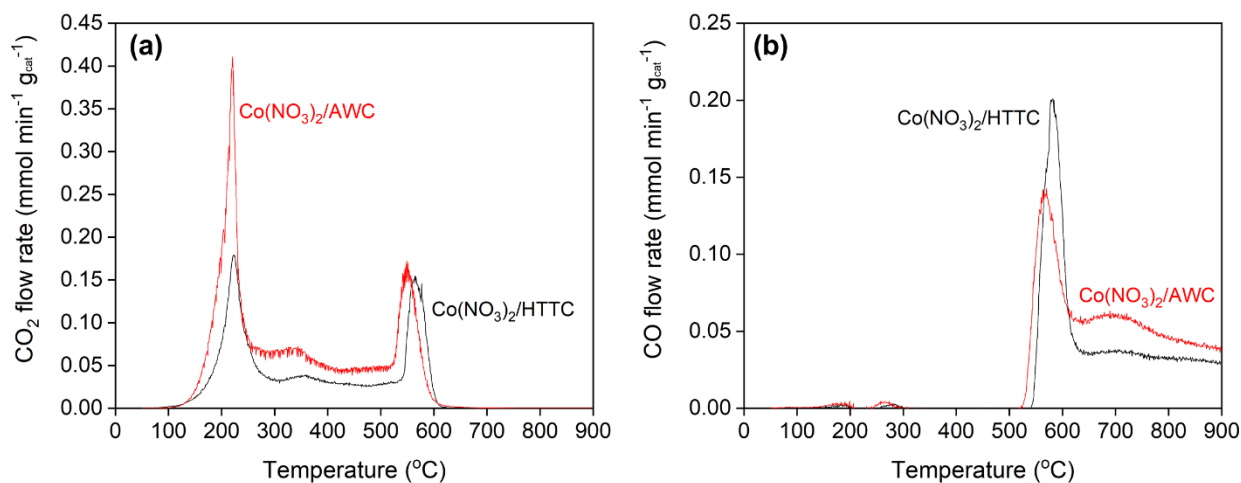 (a)
CO₂ flow rate (mmol min⁻¹ g_cat⁻¹)
0.45
0.40
0.35
0.30
0.25
0.20
0.15
0.10
0.05
0.00
Co(NO₃)₂/AWC
Co(NO₃)₂/HTTC
0 100 200 300 400 500 600 700 800 900
Temperature (°C)
(b)
CO flow rate (mmol min⁻¹ g_cat⁻¹)
0.25
0.20
0.15
0.10
0.05
0.00
Co(NO₃)₂/HTTC
Co(NO₃)₂/AWC
0 100 200 300 400 500 600 700 800 900
Temperature (°C)